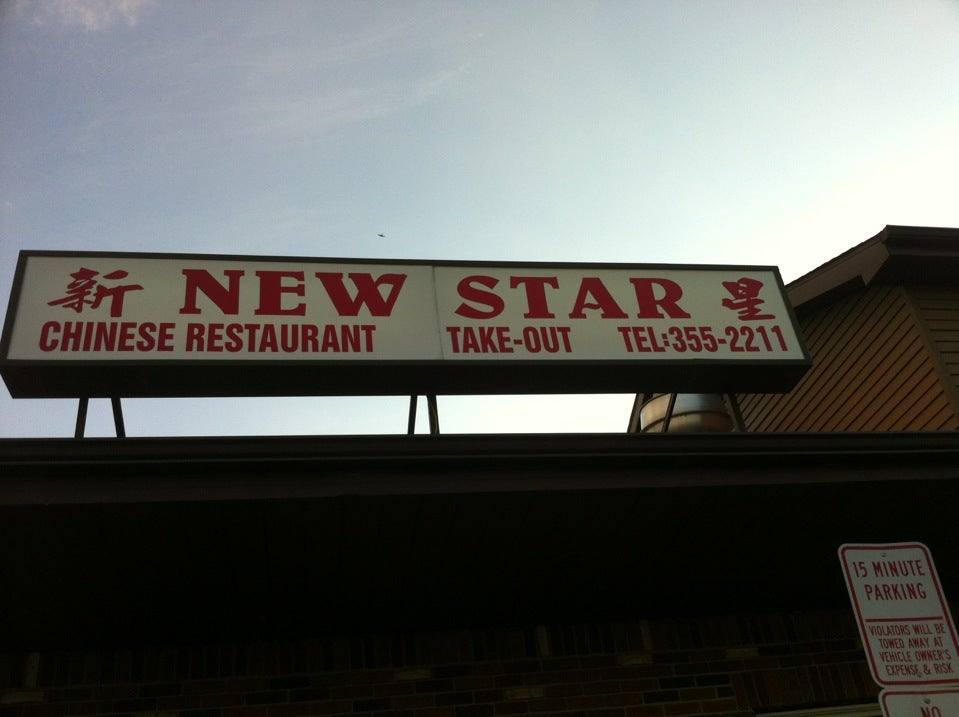 新 NEW STAR 星
CHINESE RESTAURANT TAKE-OUT TEL:355-2211
15 MINUTE
PARKING
VIOLATORS WILL BE
TOWED AWAY AT
VEHICLE OWNER'S
EXPENSE & RISK
NO